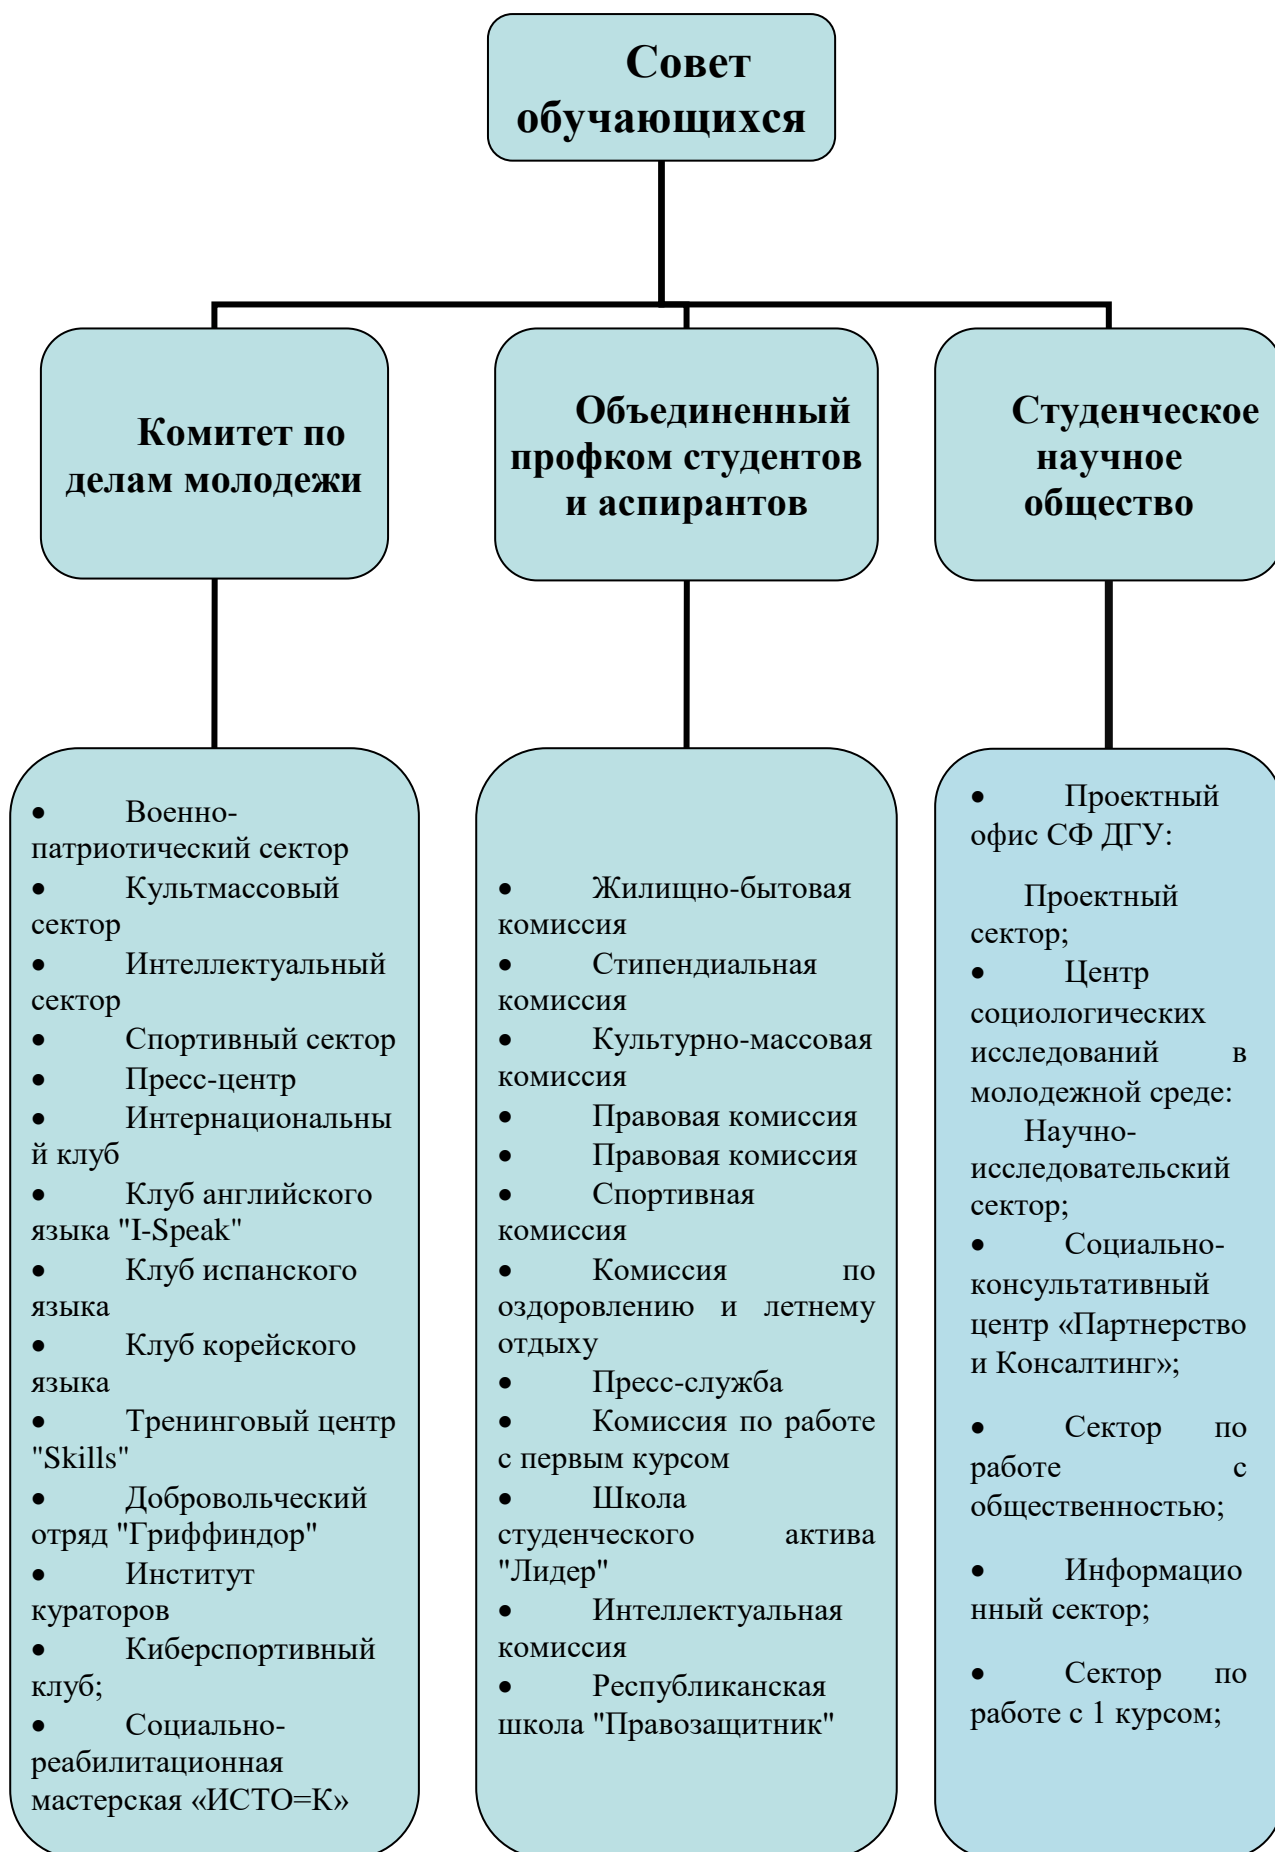 Совет
обучающихся
Комитет по
делам молодежи
Объединенный
профком студентов
и аспирантов
Студенческое
научное
общество
• Военно-
патриотический сектор
• Культмассовый
сектор
• Интеллектуальный
сектор
• Спортивный сектор
• Пресс-центр
• Интернациональны
й клуб
• Клуб английского
языка "I-Speak"
• Клуб испанского
языка
• Клуб корейского
языка
• Тренинговый центр
"Skills"
• Добровольческий
отряд "Гриффиндор"
• Институт
кураторов
• Киберспортивный
клуб;
• Социально-
реабилитационная
мастерская «ИСТО=К»
• Жилищно-бытовая
комиссия
• Стипендиальная
комиссия
• Культурно-массовая
комиссия
• Правовая комиссия
• Правовая комиссия
• Спортивная
комиссия
• Комиссия по
оздоровлению и летнему
отдыху
• Пресс-служба
• Комиссия по работе
с первым курсом
• Школа
студенческого актива
"Лидер"
• Интеллектуальная
комиссия
• Республиканская
школа "Правозащитник"
• Проектный
офис СФ ДГУ:
Проектный
сектор;
• Центр
социологических
исследований в
молодежной среде:
Научно-
исследовательский
сектор;
• Социально-
консультативный
центр «Партнерство
и Консалтинг»;
• Сектор по
работе с
общественностью;
• Информацио
нный сектор;
• Сектор по
работе с 1 курсом;